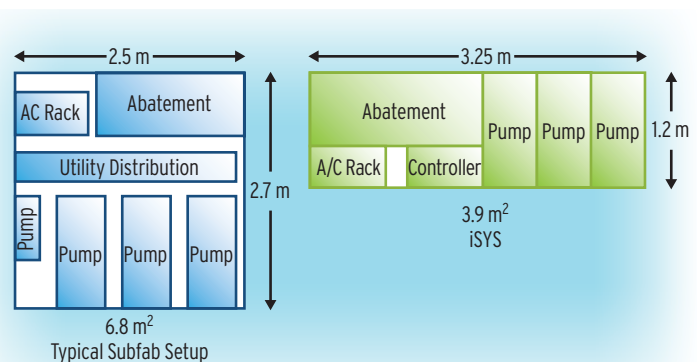 2.5 m
AC Rack
Abatement
Utility Distribution
Pump
Pump
Pump
Pump
2.7 m
6.8 m²
Typical Subfab Setup
3.25 m
Abatement
A/C Rack
Controller
Pump
Pump
Pump
1.2 m
3.9 m²
iSYS